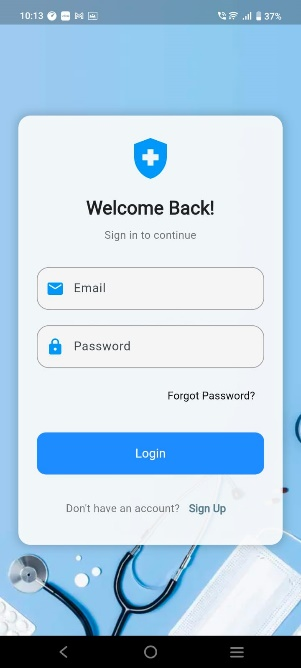 10:13
37%
Welcome Back!
Sign in to continue
Email
Password
Forgot Password?
Login
Don't have an account? Sign Up